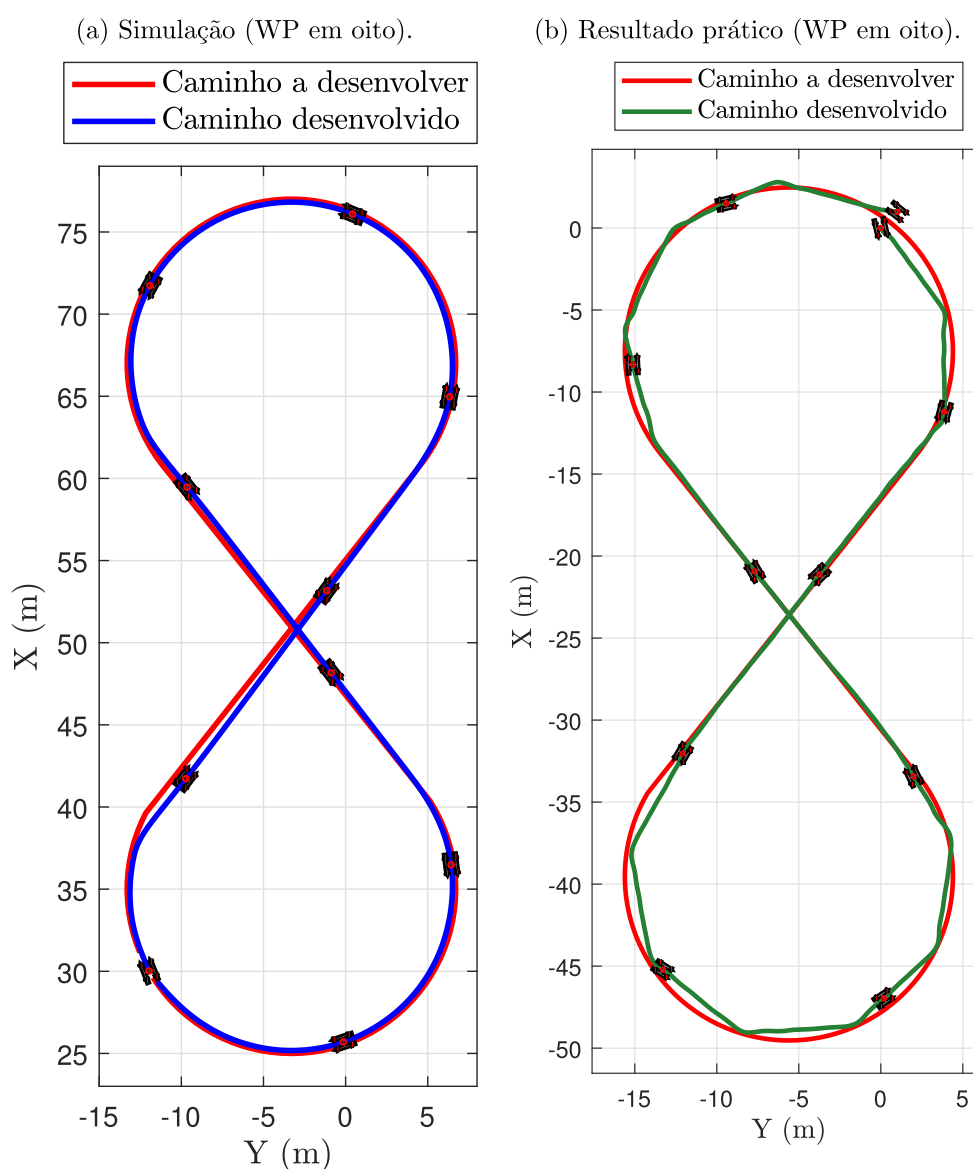 (a) Simulação (WP em oito).
Caminho a desenvolver
Caminho desenvolvido
75
70
65
60
55
50
45
40
35
30
25
X (m)
-15 -10 -5 0 5
Y (m)
(b) Resultado prático (WP em oito).
Caminho a desenvolver
Caminho desenvolvido
0
-5
-10
-15
-20
-25
-30
-35
-40
-45
-50
X (m)
-15 -10 -5 0 5
Y (m)